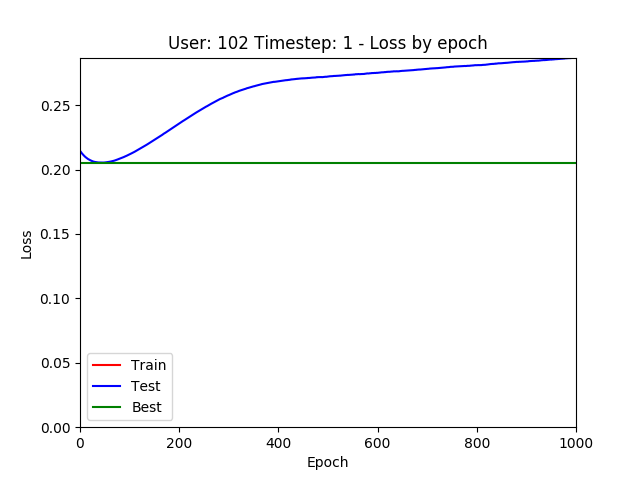 User: 102 Timestep: 1 - Loss by epoch
Loss
0.25
0.20
0.15
0.10
0.05
0.00
Train
Test
Best
0 200 400 600 800 1000
Epoch